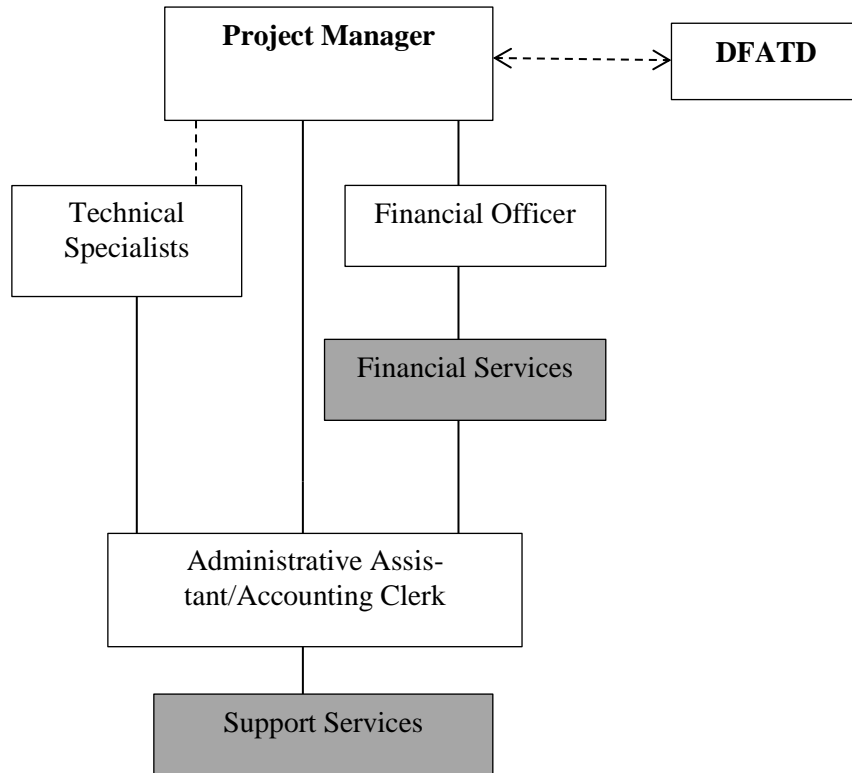 Project Manager
DFATD
Technical
Specialists
Financial Officer
Financial Services
Administrative Assis-
tant/Accounting Clerk
Support Services